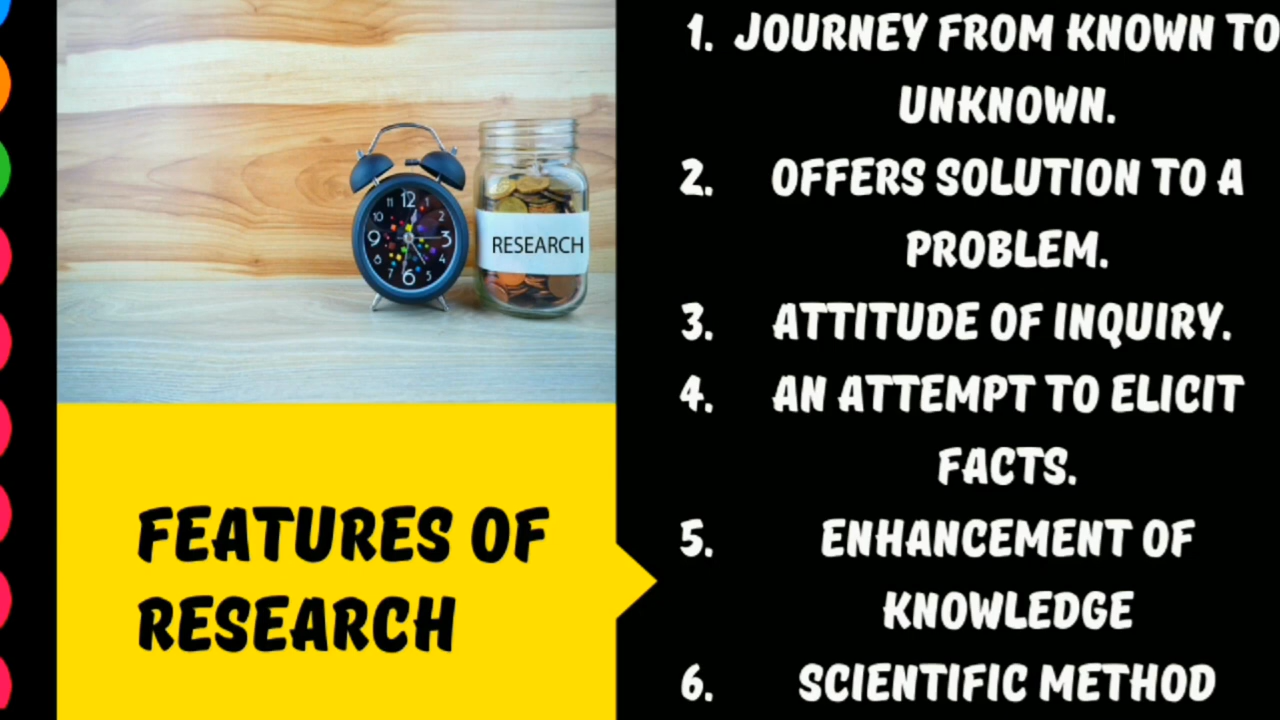 RESEARCH
FEATURES OF
RESEARCH
1. JOURNEY FROM KNOWN TO
UNKNOWN.
2. OFFERS SOLUTION TO A
PROBLEM.
3. ATTITUDE OF INQUIRY.
4. AN ATTEMPT TO ELICIT
FACTS.
5. ENHANCEMENT OF
KNOWLEDGE
6. SCIENTIFIC METHOD